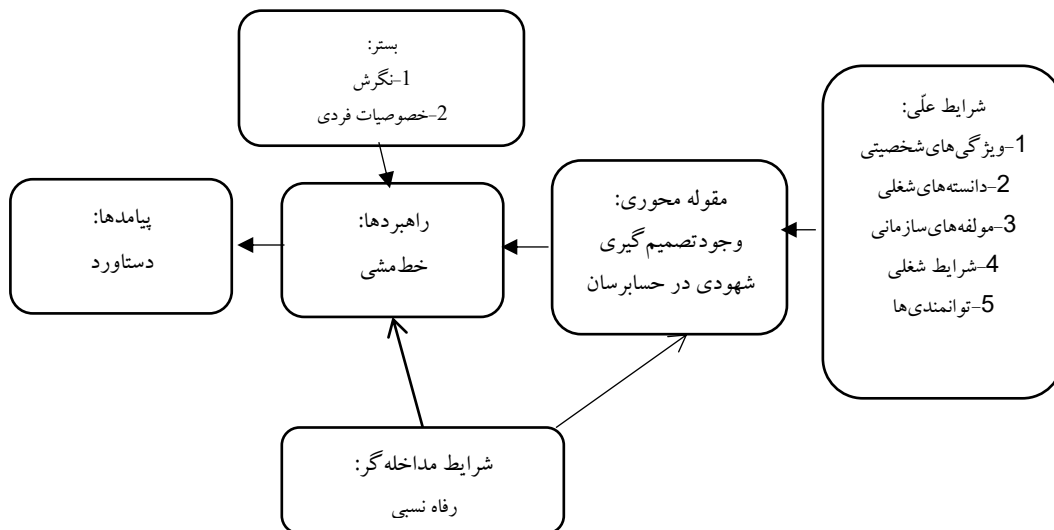 بستر:
1-نگرش
2-خصوصیات فردی
شرایط علّی:
1-ویژگی‌های‌شخصیتی
2-دانسته‌های‌شغلی
3-مولفه‌های‌سازمانی
4-شرایط شغلی
5-توانمندی‌ها
مقوله محوری:
وجودتصمیم‌گیری
شهودی در حسابرسان
راهبردها:
خط‌مشی
پیامدها:
دستاورد
شرایط مداخله‌گر:
رفاه نسبی